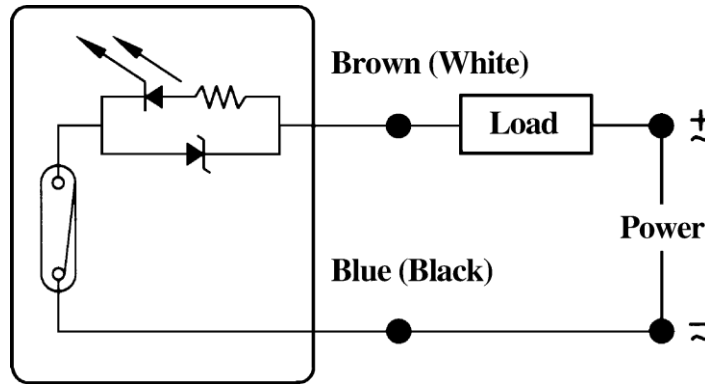 Brown (White)
Load
+
~
Power
Blue (Black)
−
~